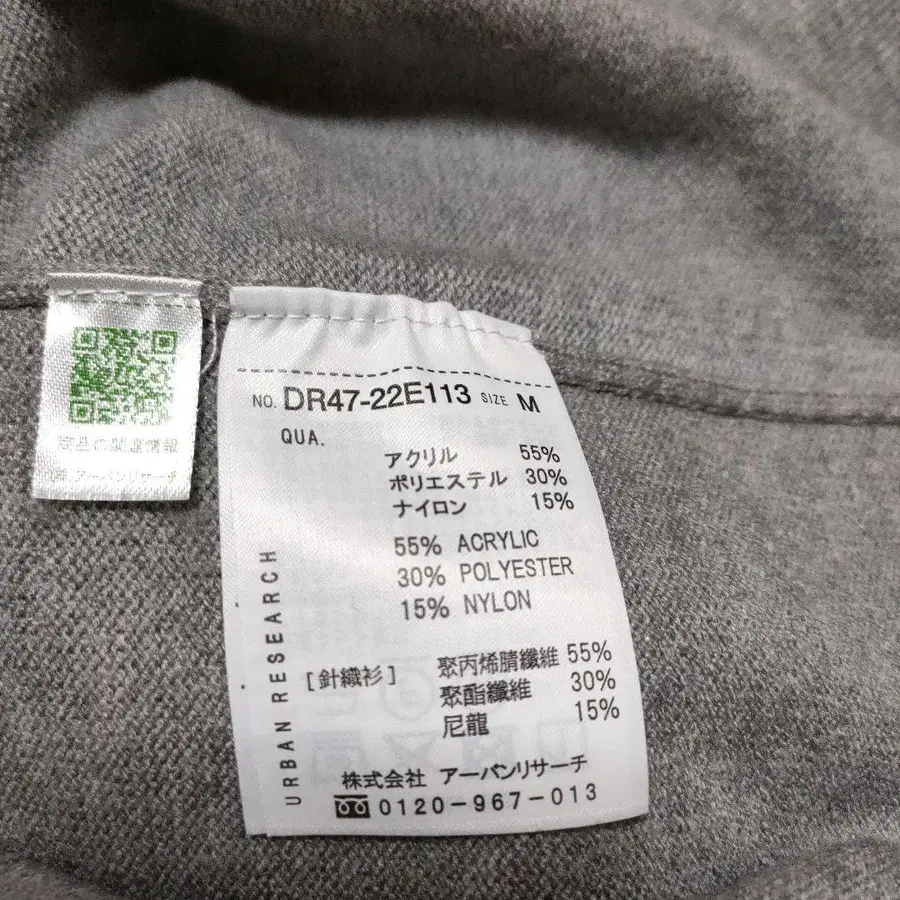 商品の関連情報
㈱ アーバンリサーチ
NO. DR47-22E113 SIZE M
QUA.
アクリル 55%
ポリエステル 30%
ナイロン 15%
55% ACRYLIC
30% POLYESTER
15% NYLON
URBAN RESEARCH
[針織衫] 聚丙烯腈纖維 55%
聚酯纖維 30%
尼龍 15%
株式会社 アーバンリサーチ
0120-967-013